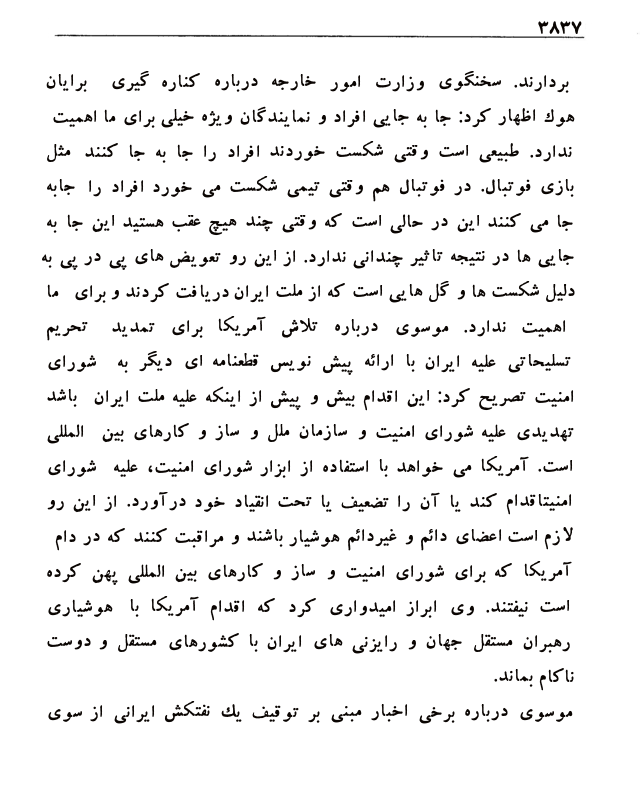 ۳۸۳۷
بردارند. سخنگوی وزارت امور خارجه درباره کناره گیری برایان
هوك اظهار کرد: جا به جایی افراد و نمایندگان ویژه خیلی برای ما اهمیت
ندارد. طبیعی است وقتی شکست خوردند افراد را جا به جا کنند مثل
بازی فوتبال. در فوتبال هم وقتی تیمی شکست می خورد افراد را جابه
جا می کنند این در حالی است که وقتی چند هیچ عقب هستید این جا به
جایی ها در نتیجه تاثیر چندانی ندارد. از این رو تعویض های پی در پی به
دلیل شکست ها و گل هایی است که از ملت ایران دریافت کردند و برای ما
اهمیت ندارد. موسوی درباره تلاش آمریکا برای تمدید تحریم
تسلیحاتی علیه ایران با ارائه پیش نویس قطعنامه ای دیگر به شورای
امنیت تصریح کرد: این اقدام بیش و پیش از اینکه علیه ملت ایران باشد
تهدیدی علیه شورای امنیت و سازمان ملل و ساز و کارهای بین المللی
است. آمریکا می خواهد با استفاده از ابزار شورای امنیت، علیه شورای
امنیتاقدام کند یا آن را تضعیف یا تحت انقیاد خود درآورد. از این رو
لازم است اعضای دائم و غیردائم هوشیار باشند و مراقبت کنند که در دام
آمریکا که برای شورای امنیت و ساز و کارهای بین المللی پهن کرده
است نیفتند. وی ابراز امیدواری کرد که اقدام آمریکا با هوشیاری
رهبران مستقل جهان و رایزنی های ایران با کشورهای مستقل و دوست
ناکام بماند.
موسوی درباره برخی اخبار مبنی بر توقیف یك نفتکش ایرانی از سوی